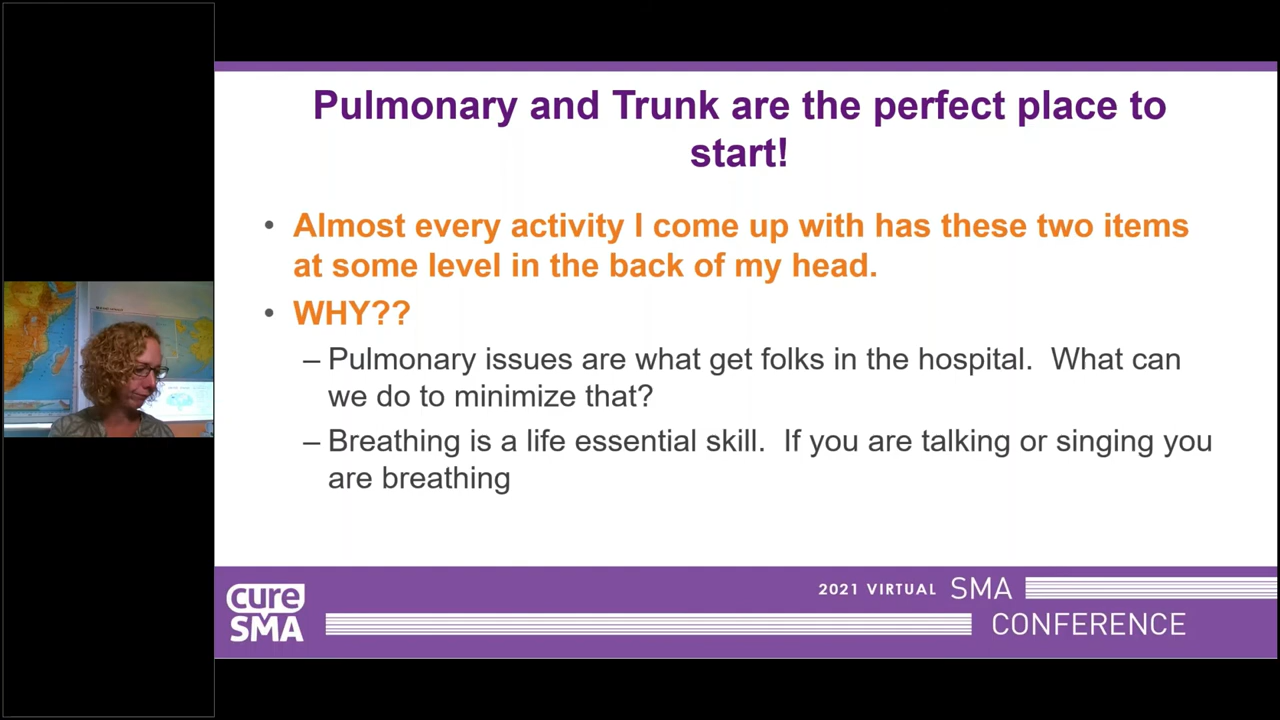 Pulmonary and Trunk are the perfect place to
start!
• Almost every activity I come up with has these two items
at some level in the back of my head.
• WHY??
– Pulmonary issues are what get folks in the hospital.  What can
we do to minimize that?
– Breathing is a life essential skill.  If you are talking or singing you
are breathing
cure
SMA
2021 VIRTUAL SMA
CONFERENCE